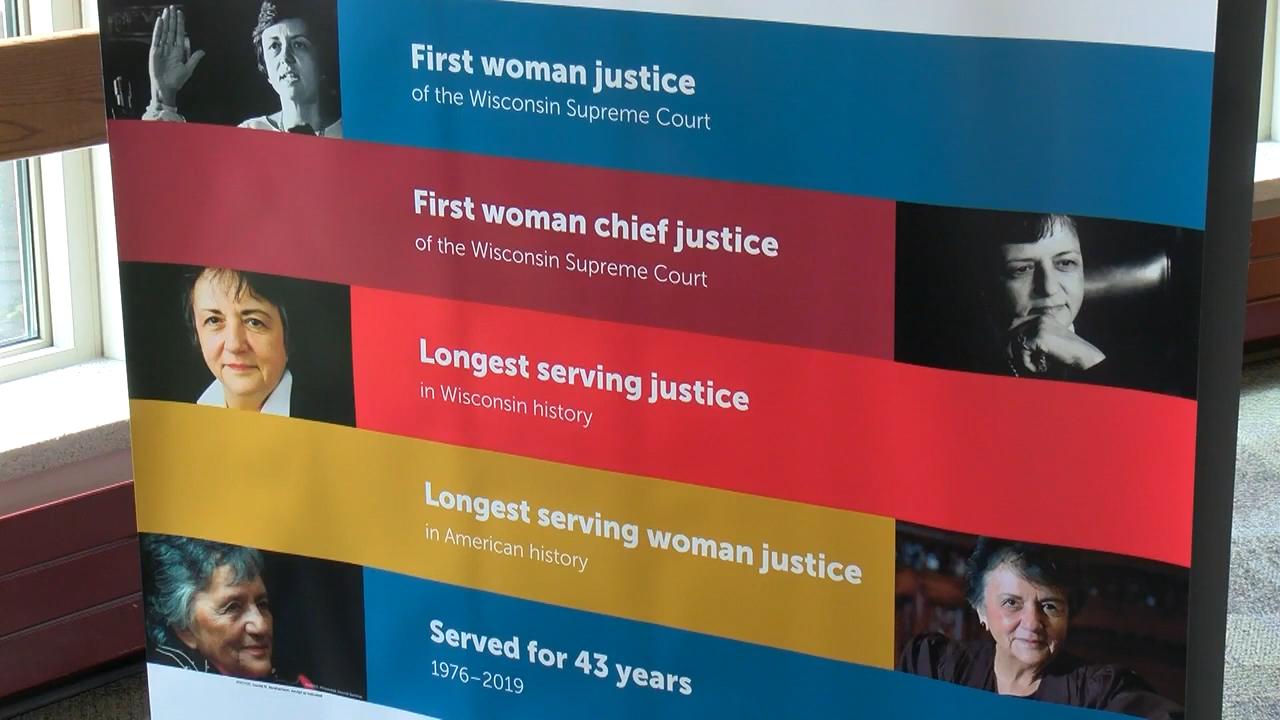 First woman justice
of the Wisconsin Supreme Court
First woman chief justice
of the Wisconsin Supreme Court
Longest serving justice
in Wisconsin history
Longest serving woman justice
in American history
Served for 43 years
1976–2019